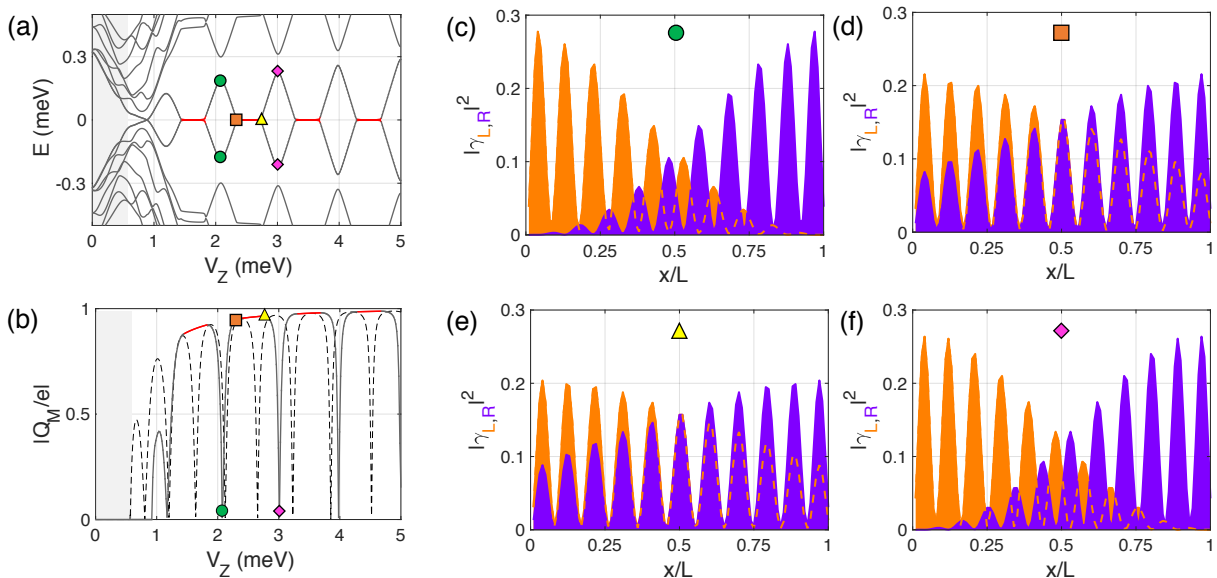 (a)
E (meV)
0.3
0
-0.3
0 1 2 3 4 5
V_Z (meV)
(b)
|Q_M/e|
1
0.5
0
0 1 2 3 4 5
V_Z (meV)
(c)
|γ_L,R|²
0.3
0.2
0.1
0
0 0.25 0.5 0.75 1
x/L
(d)
|γ_L,R|²
0.3
0.2
0.1
0
0 0.25 0.5 0.75 1
x/L
(e)
|γ_L,R|²
0.3
0.2
0.1
0
0 0.25 0.5 0.75 1
x/L
(f)
|γ_L,R|²
0.3
0.2
0.1
0
0 0.25 0.5 0.75 1
x/L